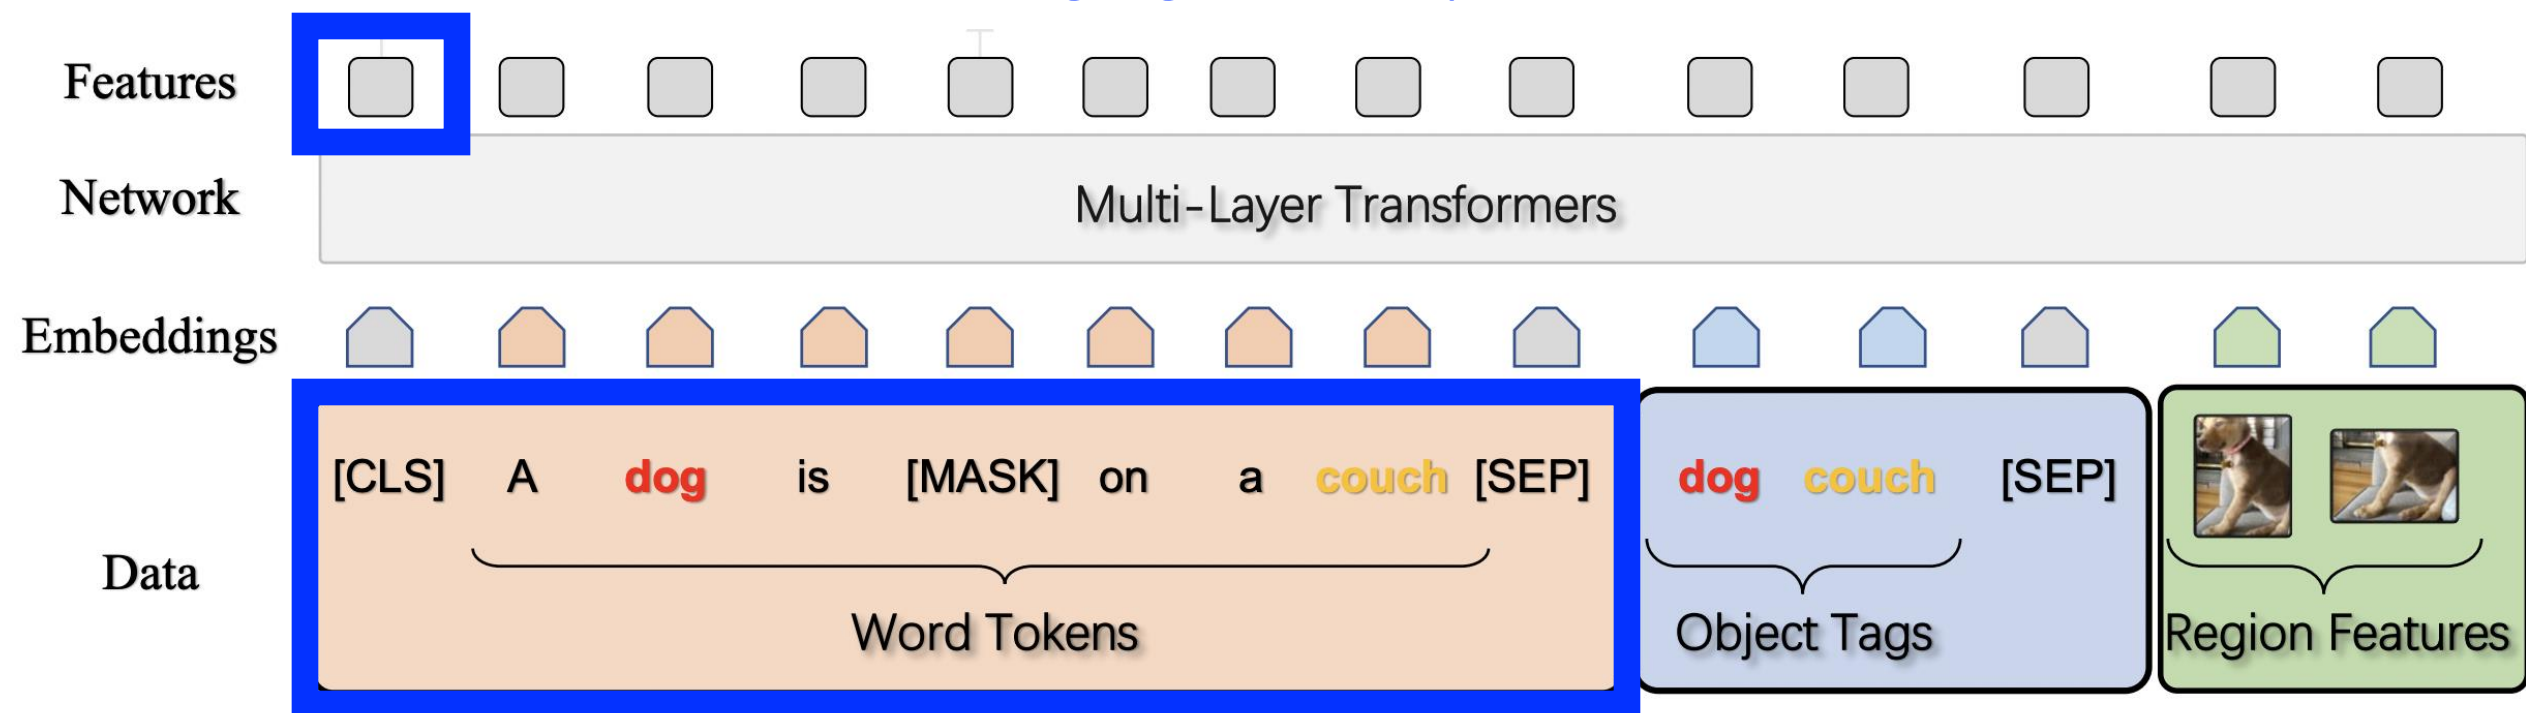 Features
Network
Multi-Layer Transformers
Embeddings
Data
[CLS] A dog is [MASK] on a couch [SEP] dog couch [SEP]
Word Tokens Object Tags Region Features